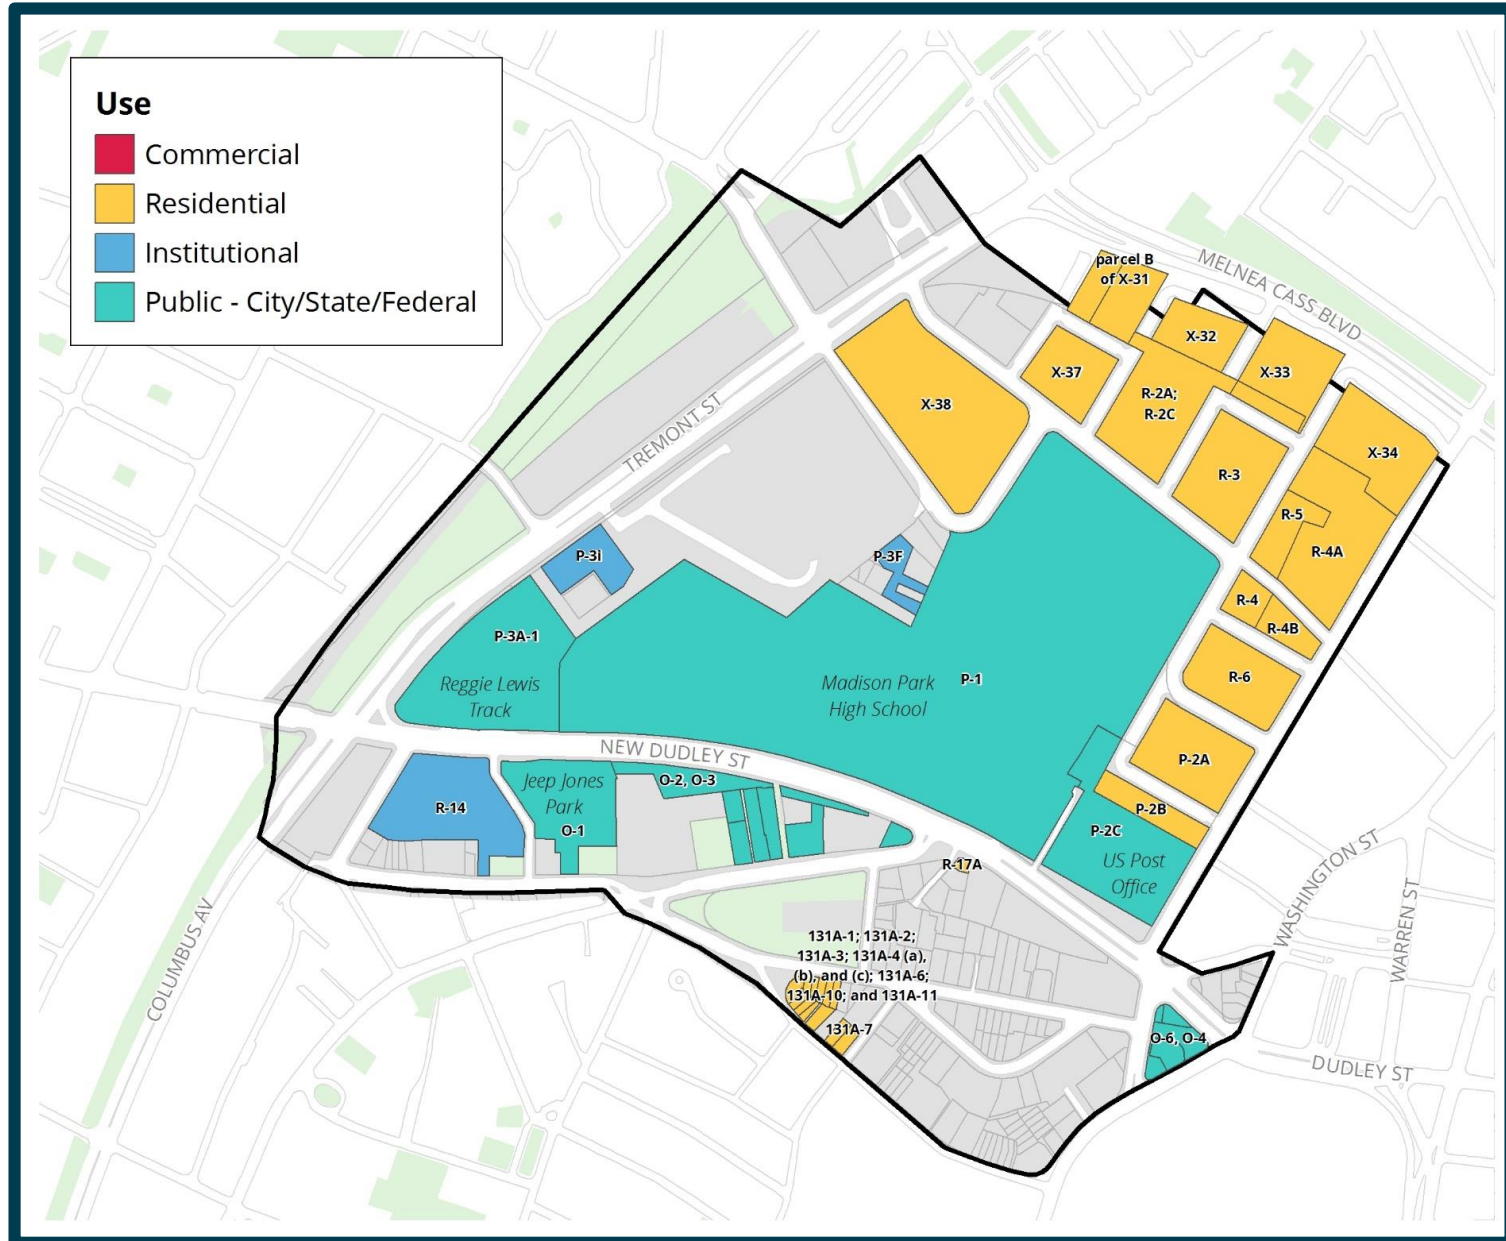 Use
Commercial
Residential
Institutional
Public - City/State/Federal
MELNEA CASS BLVD
parcel B
of X-31
X-32
X-33
X-37
R-2A;
R-2C
X-38
X-34
R-3
R-5
R-4A
TREMONT ST
P-3i
P-3F
R-4
R-4B
P-3A-1
Reggie Lewis
Track
Madison Park
High School
P-1
R-6
NEW DUDLEY ST
P-2A
Jeep Jones
Park
O-1
O-2, O-3
R-14
P-2B
P-2C
US Post
Office
R-17A
WASHINGTON ST
WARREN ST
COLUMBUS AV
131A-1; 131A-2;
131A-3; 131A-4 (a),
(b), and (c); 131A-6;
131A-10; and 131A-11
131A-7
O-6, O-4
DUDLEY ST